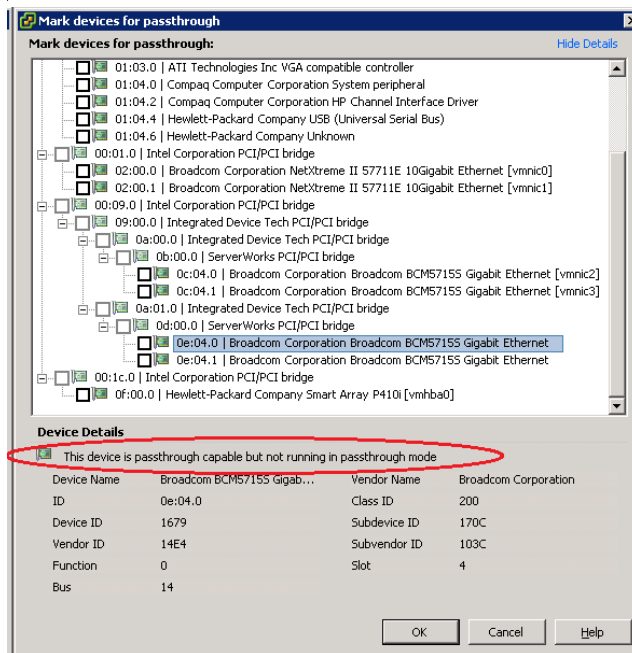 Mark devices for passthrough
Mark devices for passthrough: Hide Details
01:03.0 | ATI Technologies Inc VGA compatible controller
01:04.0 | Compaq Computer Corporation System peripheral
01:04.2 | Compaq Computer Corporation HP Channel Interface Driver
01:04.4 | Hewlett-Packard Company USB (Universal Serial Bus)
01:04.6 | Hewlett-Packard Company Unknown
00:01.0 | Intel Corporation PCI/PCI bridge
02:00.0 | Broadcom Corporation NetXtreme II 57711E 10Gigabit Ethernet [vmnic0]
02:00.1 | Broadcom Corporation NetXtreme II 57711E 10Gigabit Ethernet [vmnic1]
00:09.0 | Intel Corporation PCI/PCI bridge
09:00.0 | Integrated Device Tech PCI/PCI bridge
0a:00.0 | Integrated Device Tech PCI/PCI bridge
0b:00.0 | ServerWorks PCI/PCI bridge
0c:04.0 | Broadcom Corporation Broadcom BCM5715S Gigabit Ethernet [vmnic2]
0c:04.1 | Broadcom Corporation Broadcom BCM5715S Gigabit Ethernet [vmnic3]
0a:01.0 | Integrated Device Tech PCI/PCI bridge
0d:00.0 | ServerWorks PCI/PCI bridge
0e:04.0 | Broadcom Corporation Broadcom BCM5715S Gigabit Ethernet
0e:04.1 | Broadcom Corporation Broadcom BCM5715S Gigabit Ethernet
00:1c.0 | Intel Corporation PCI/PCI bridge
0f:00.0 | Hewlett-Packard Company Smart Array P410i [vmhba0]
Device Details
This device is passthrough capable but not running in passthrough mode
Device Name Broadcom BCM5715S Gigab... Vendor Name Broadcom Corporation
ID 0e:04.0 Class ID 200
Device ID 1679 Subdevice ID 170C
Vendor ID 14E4 Subvendor ID 103C
Function 0 Slot 4
Bus 14
OK Cancel Help